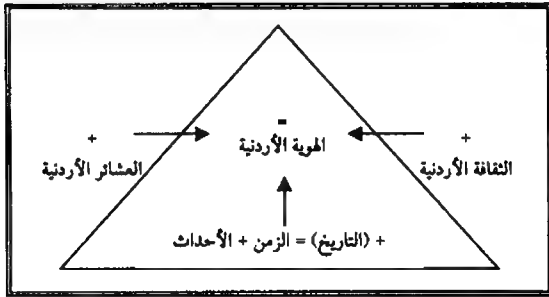 =
الهوية الأردنية
+
الثقافة الأردنية
+
العشائر الأردنية
+ (التاريخ) = الزمن + الأحداث